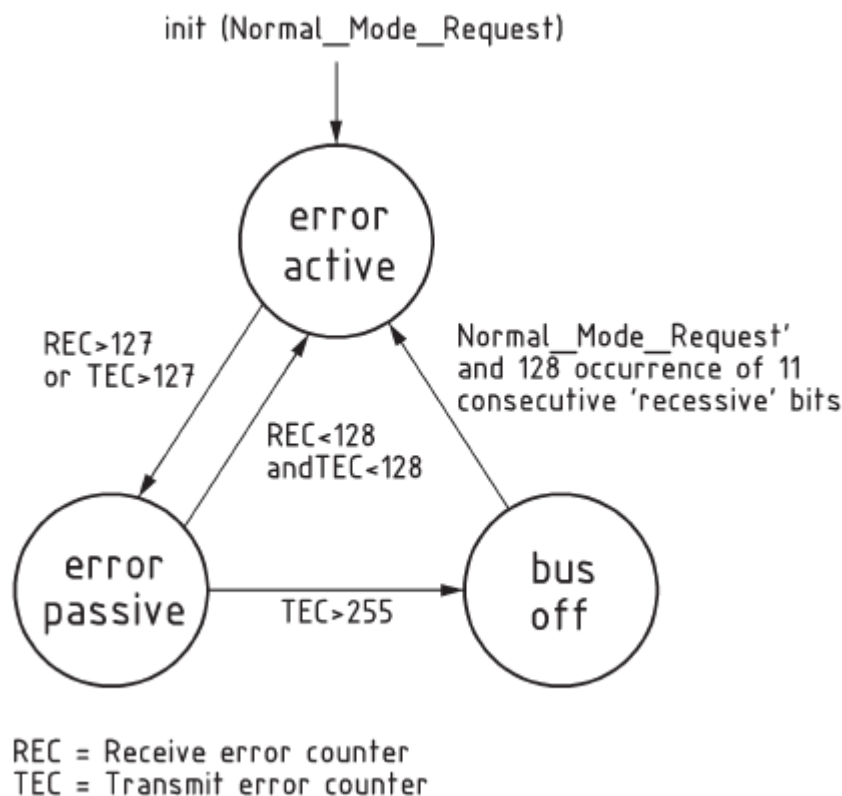 init (Normal_Mode_Request)
error
active
REC>127
or TEC>127
Normal_Mode_Request'
and 128 occurrence of 11
consecutive 'recessive' bits
REC<128
andTEC<128
error
passive
TEC>255
bus
off
REC = Receive error counter
TEC = Transmit error counter